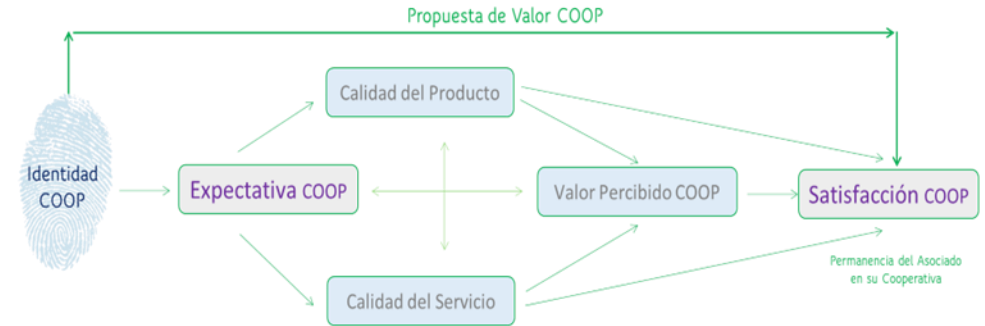 Propuesta de Valor COOP
Calidad del Producto
Identidad
COOP
Expectativa COOP
Valor Percibido COOP
Satisfacción COOP
Permanencia del Asociado
en su Cooperativa
Calidad del Servicio